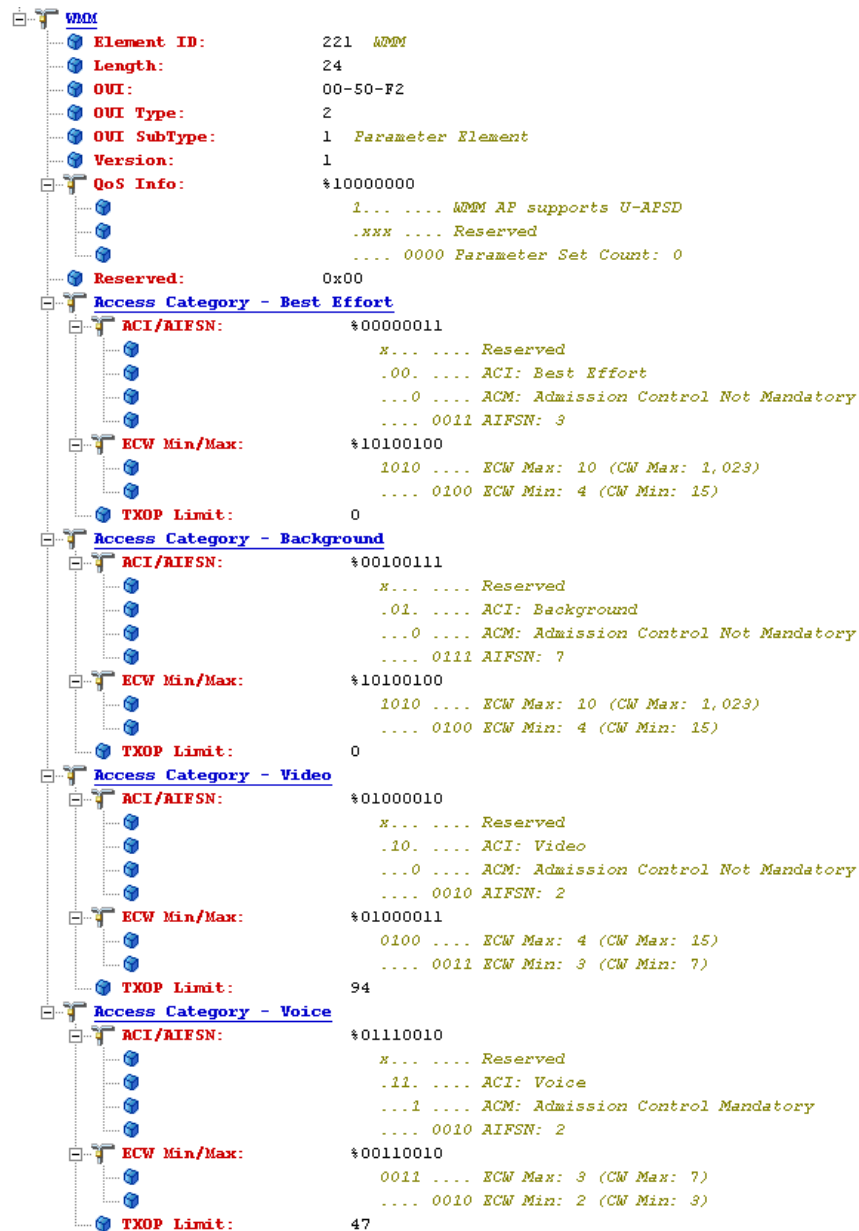 WMM
Element ID: 221 WMM
Length: 24
OUI: 00-50-F2
OUI Type: 2
OUI SubType: 1 Parameter Element
Version: 1
QoS Info: %10000000
1... .... WMM AP supports U-APSD
.xxx .... Reserved
.... 0000 Parameter Set Count: 0
Reserved: 0x00
Access Category - Best Effort
ACI/AIFSN: %00000011
x... .... Reserved
.00. .... ACI: Best Effort
...0 .... ACM: Admission Control Not Mandatory
.... 0011 AIFSN: 3
ECW Min/Max: %10100100
1010 .... ECW Max: 10 (CW Max: 1,023)
.... 0100 ECW Min: 4 (CW Min: 15)
TXOP Limit: 0
Access Category - Background
ACI/AIFSN: %00100111
x... .... Reserved
.01. .... ACI: Background
...0 .... ACM: Admission Control Not Mandatory
.... 0111 AIFSN: 7
ECW Min/Max: %10100100
1010 .... ECW Max: 10 (CW Max: 1,023)
.... 0100 ECW Min: 4 (CW Min: 15)
TXOP Limit: 0
Access Category - Video
ACI/AIFSN: %01000010
x... .... Reserved
.10. .... ACI: Video
...0 .... ACM: Admission Control Not Mandatory
.... 0010 AIFSN: 2
ECW Min/Max: %01000011
0100 .... ECW Max: 4 (CW Max: 15)
.... 0011 ECW Min: 3 (CW Min: 7)
TXOP Limit: 94
Access Category - Voice
ACI/AIFSN: %01110010
x... .... Reserved
.11. .... ACI: Voice
...1 .... ACM: Admission Control Mandatory
.... 0010 AIFSN: 2
ECW Min/Max: %00110010
0011 .... ECW Max: 3 (CW Max: 7)
.... 0010 ECW Min: 2 (CW Min: 3)
TXOP Limit: 47